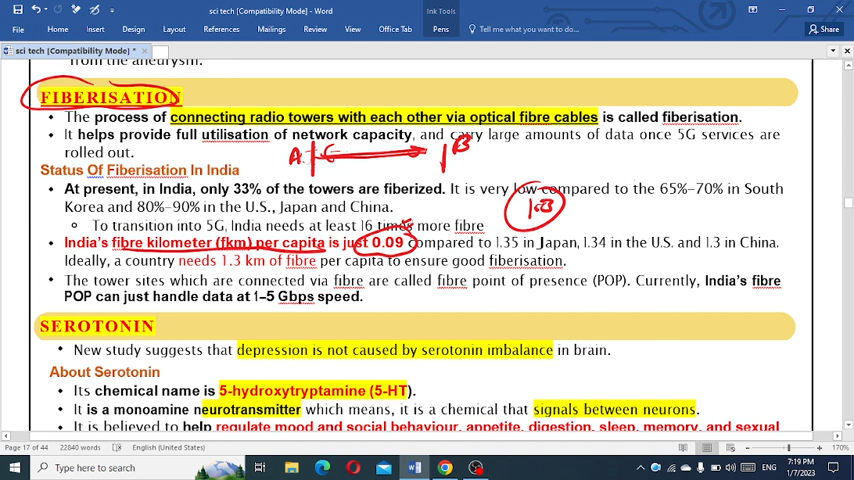 sci tech [Compatibility Mode] - Word
Ink Tools
File
Home
Insert
Design
Layout
References
Mailings
Review
View
Office Tab
Pens
Tell me what you want to do...
Share
sci tech [Compatibility Mode] *
from the aneurysm.
FIBERISATION
The process of connecting radio towers with each other via optical fibre cables is called fiberisation.
It helps provide full utilisation of network capacity, and carry large amounts of data once 5G services are
rolled out.
A
B
Status Of Fiberisation In India
At present, in India, only 33% of the towers are fiberized. It is very low compared to the 65%–70% in South
Korea and 80%–90% in the U.S., Japan and China.
To transition into 5G, India needs at least 16 times more fibre
India's fibre kilometer (fkm) per capita is just 0.09 compared to 1.35 in Japan, 1.34 in the U.S. and 1.3 in China.
Ideally, a country needs 1.3 km of fibre per capita to ensure good fiberisation.
The tower sites which are connected via fibre are called fibre point of presence (POP). Currently, India's fibre
POP can just handle data at 1–5 Gbps speed.
SEROTONIN
New study suggests that depression is not caused by serotonin imbalance in brain.
About Serotonin
Its chemical name is 5-hydroxytryptamine (5-HT).
It is a monoamine neurotransmitter which means, it is a chemical that signals between neurons.
It is believed to help regulate mood and social behaviour, appetite, digestion, sleep, memory, and sexual
Page 17 of 44
22840 words
English (United States)
170%
Type here to search
ENG
7:19 PM
1/7/2023